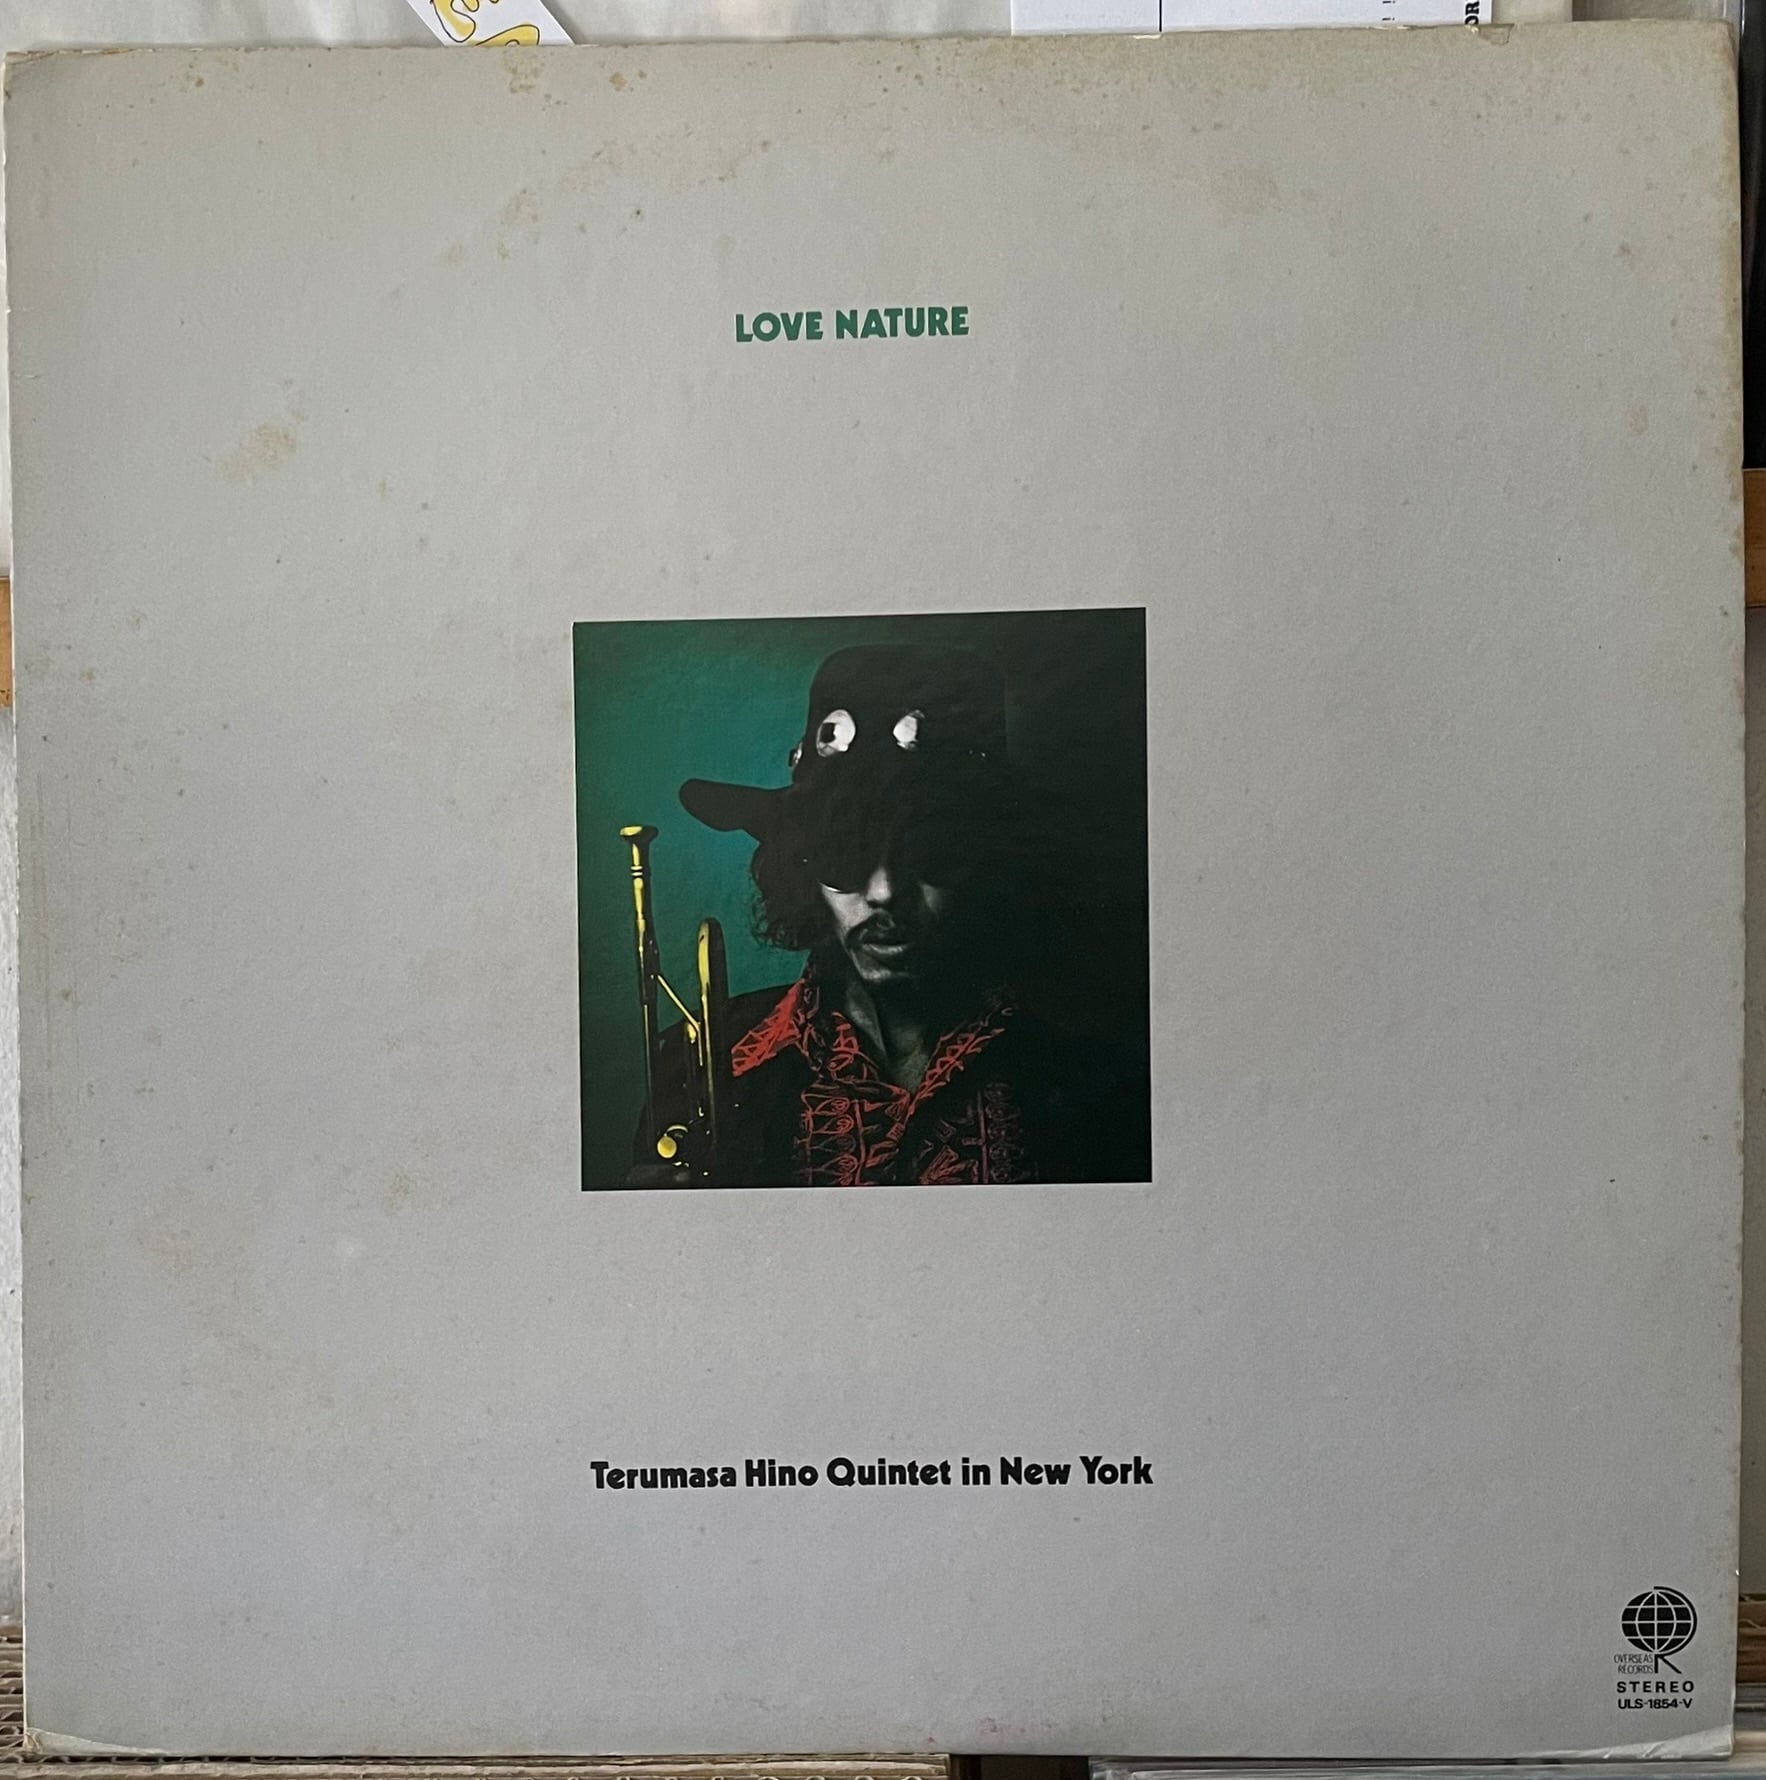 LOVE NATURE
Terumasa Hino Quintet in New York
OVERSEAS
RECORDS
STEREO
ULS-1854-V